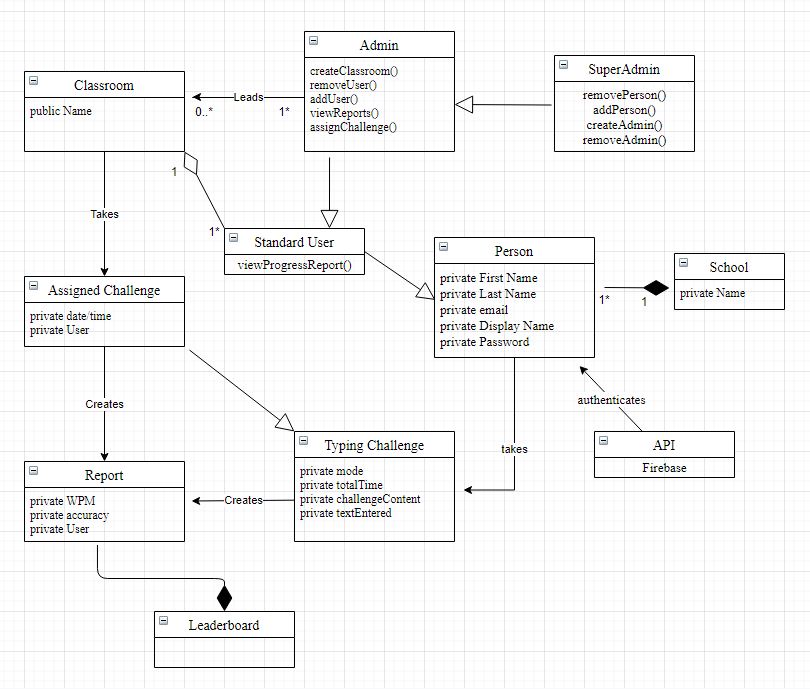 Admin
createClassroom()
removeUser()
addUser()
viewReports()
assignChallenge()
SuperAdmin
removePerson()
addPerson()
createAdmin()
removeAdmin()
Classroom
public Name
Leads
0..*
1*
1
1*
Takes
Standard User
viewProgressReport()
Person
private First Name
private Last Name
private email
private Display Name
private Password
1*
1
School
private Name
Assigned Challenge
private date/time
private User
authenticates
API
Firebase
Creates
takes
Typing Challenge
private mode
private totalTime
private challengeContent
private textEntered
Creates
Report
private WPM
private accuracy
private User
Leaderboard